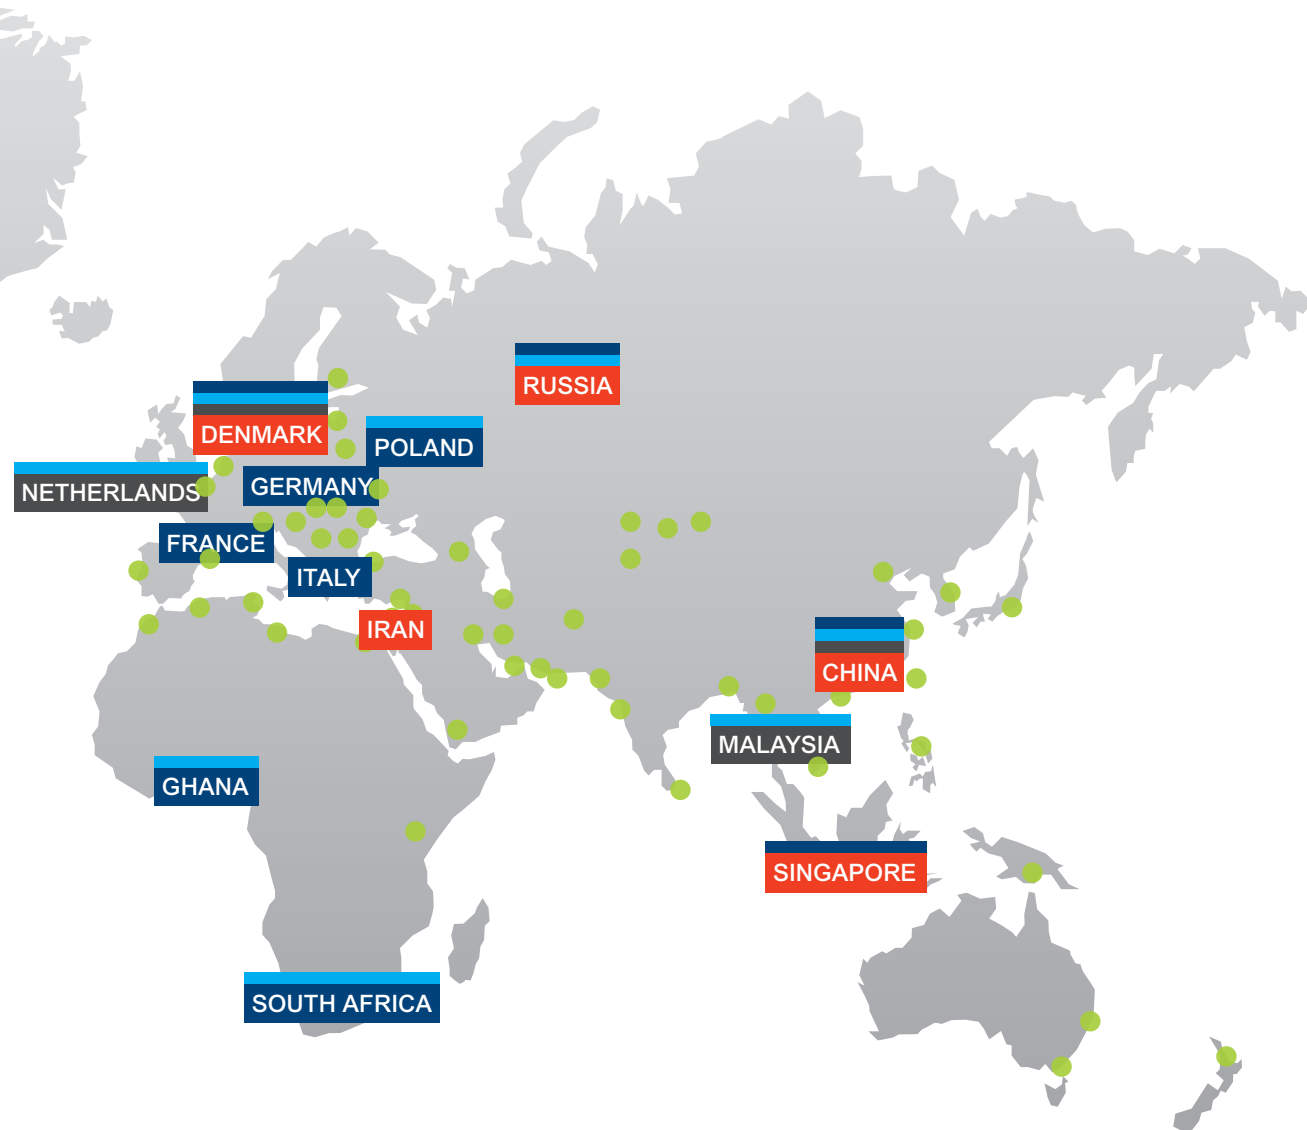 RUSSIA
DENMARK
POLAND
NETHERLANDS
GERMANY
FRANCE
ITALY
IRAN
CHINA
MALAYSIA
GHANA
SINGAPORE
SOUTH AFRICA